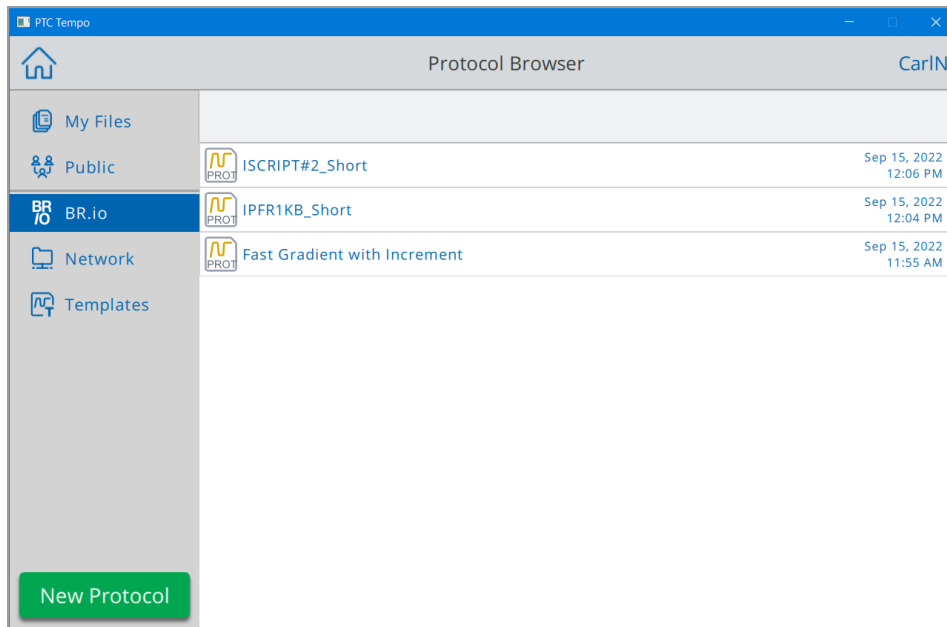 PTC Tempo
Protocol Browser
CarlN
My Files
Public
BR
IO
BR.io
Network
Templates
New Protocol
PROT
ISCRIPT#2_Short
Sep 15, 2022
12:06 PM
PROT
IPFR1KB_Short
Sep 15, 2022
12:04 PM
PROT
Fast Gradient with Increment
Sep 15, 2022
11:55 AM